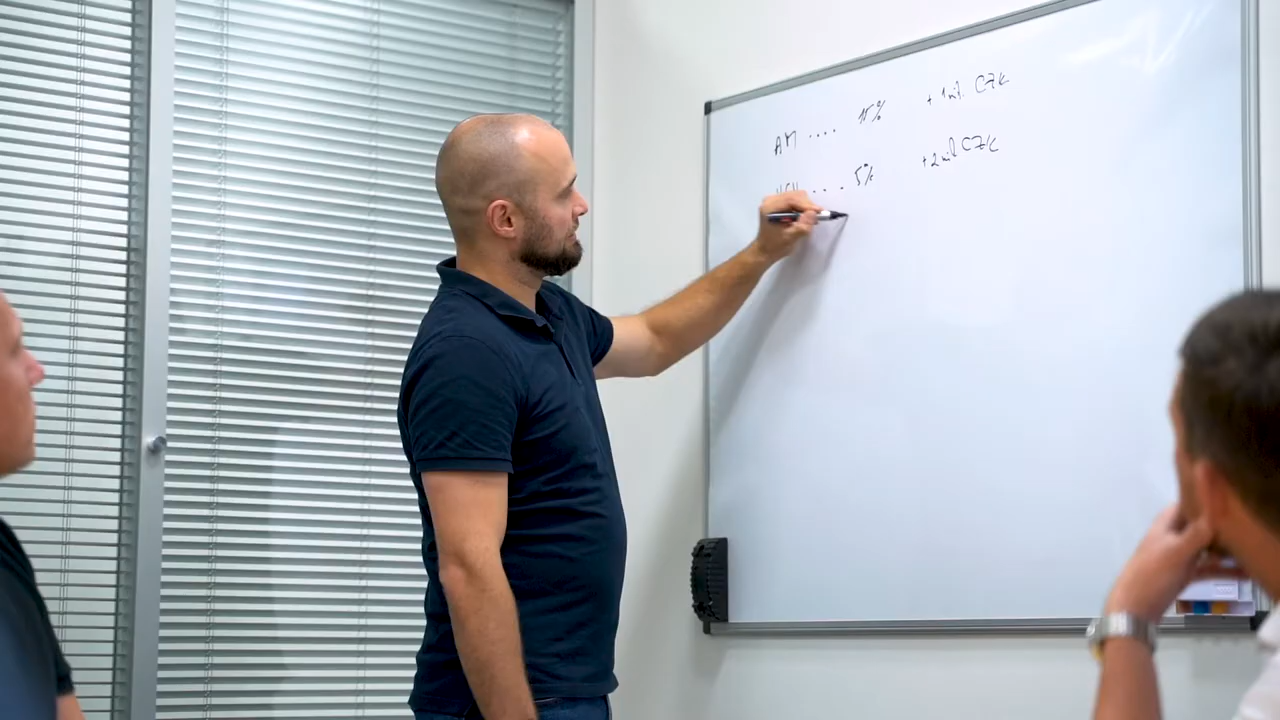 AM .... 15% + 1 mil. CZK
.... 5% + 2 mil CZK